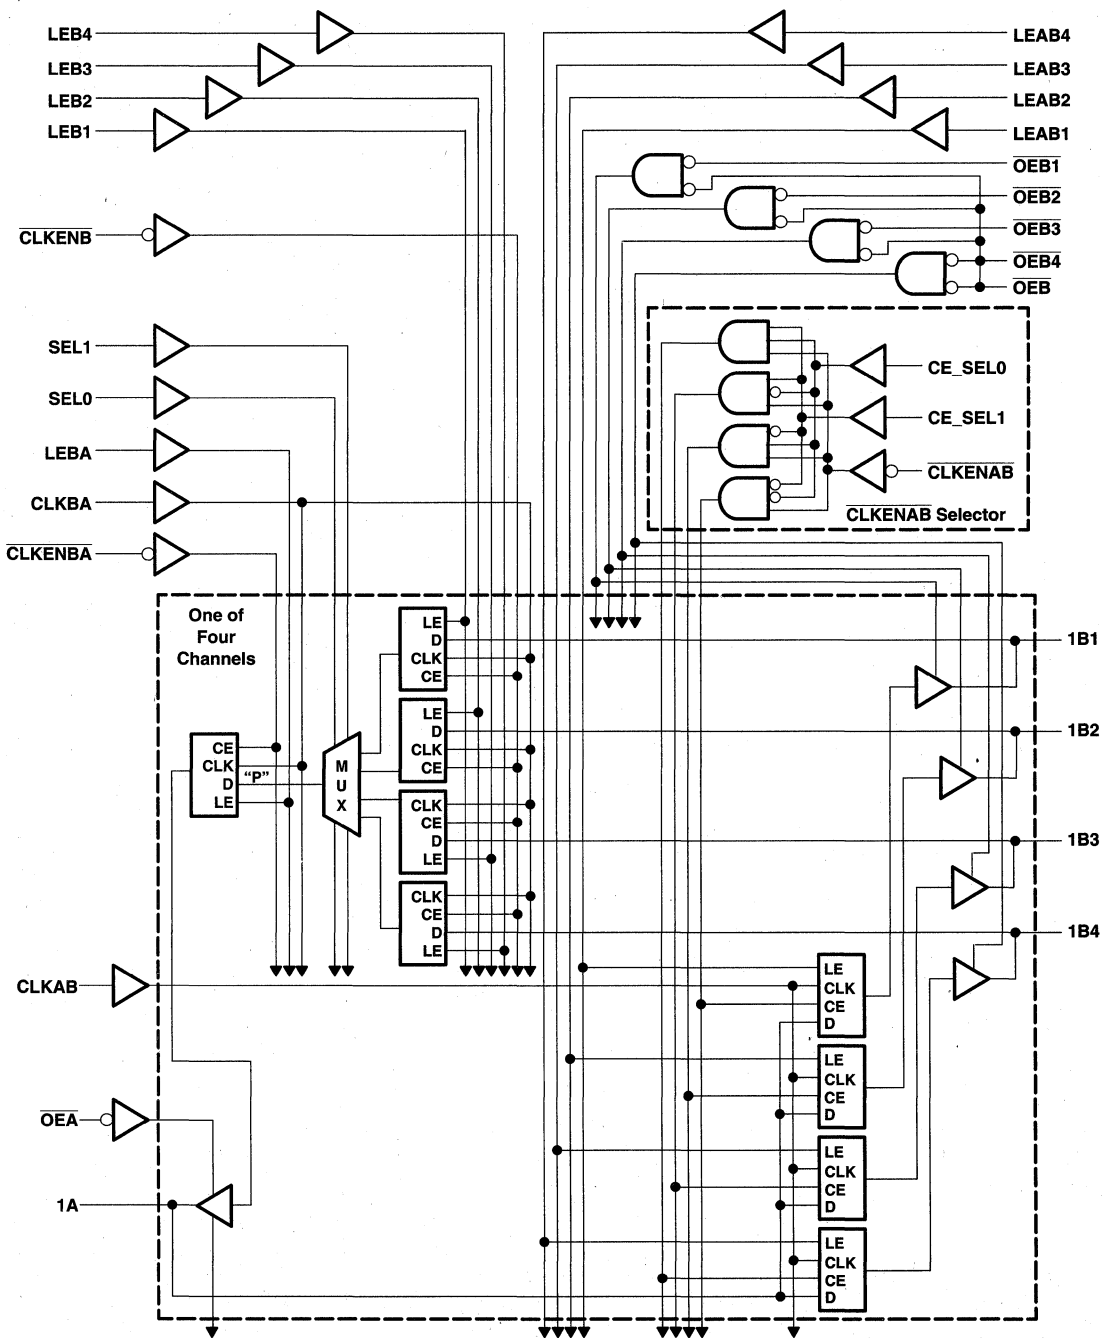 LEB4
LEB3
LEB2
LEB1
CLKENB
SEL1
SEL0
LEBA
CLKBA
CLKENBA
LEAB4
LEAB3
LEAB2
LEAB1
OEB1
OEB2
OEB3
OEB4
OEB
CE_SEL0
CE_SEL1
CLKENAB
CLKENAB Selector
One of
Four
Channels
CE
CLK
D
LE
“P”
M
U
X
LE
D
CLK
CE
LE
D
CLK
CE
CLK
CE
D
LE
CLK
CE
D
LE
1B1
1B2
1B3
1B4
CLKAB
OEA
1A
LE
CLK
CE
D
LE
CLK
CE
D
LE
CLK
CE
D
LE
CLK
CE
D